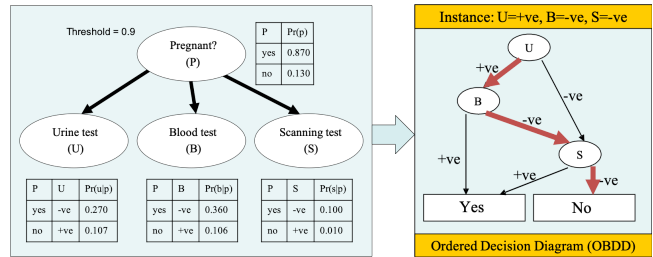 Threshold = 0.9
Pregnant?
(P)
P Pr(p)
yes 0.870
no 0.130
Urine test
(U)
Blood test
(B)
Scanning test
(S)
P U Pr(u|p)
yes -ve 0.270
no +ve 0.107
P B Pr(b|p)
yes -ve 0.360
no +ve 0.106
P S Pr(s|p)
yes -ve 0.100
no +ve 0.010
Instance: U=+ve, B=-ve, S=-ve
U
+ve
-ve
B
-ve
S
+ve
+ve
-ve
Yes
No
Ordered Decision Diagram (OBDD)